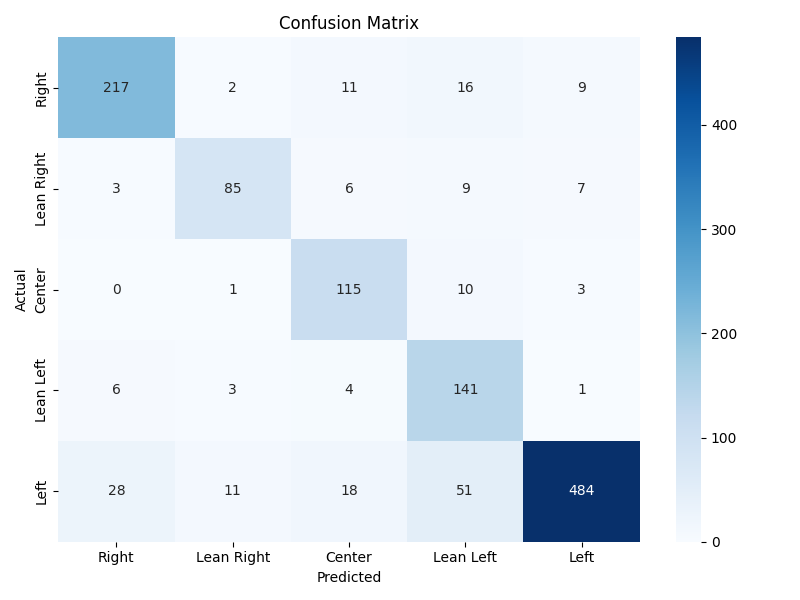 Confusion Matrix
Right 217 2 11 16 9
Lean Right 3 85 6 9 7
Center 0 1 115 10 3
Lean Left 6 3 4 141 1
Left 28 11 18 51 484
Actual
Right Lean Right Center Lean Left Left
Predicted
400
300
200
100
0